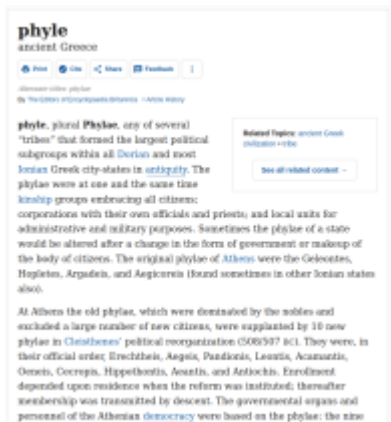 phyle
ancient Greece
Print Cite Share Feedback
Alternate titles: phylae
By The Editors of Encyclopaedia Britannica • Article History
phyle, plural Phylae, any of several
"tribes" that formed the largest political
subgroups within all Dorian and most
Ionian Greek city-states in antiquity. The
phylae were at one and the same time
kinship groups embracing all citizens;
corporations with their own officials and priests; and local units for
administrative and military purposes. Sometimes the phylae of a state
would be altered after a change in the form of government or makeup of
the body of citizens. The original phylae of Athens were the Geleontes,
Hopletes, Argadeis, and Aegicoreis (found sometimes in other Ionian states
also).
Related Topics: ancient Greek
civilization • tribe
See all related content →
At Athens the old phylae, which were dominated by the nobles and
excluded a large number of new citizens, were supplanted by 10 new
phylae in Cleisthenes' political reorganization (508/507 BC). They were, in
their official order, Erechtheis, Aegeis, Pandionis, Leontis, Acamantis,
Oeneis, Cecropis, Hippothontis, Aeantis, and Antiochis. Enrollment
depended upon residence when the reform was instituted; thereafter
membership was transmitted by descent. The governmental organs and
personnel of the Athenian democracy were based on the phylae: the nine